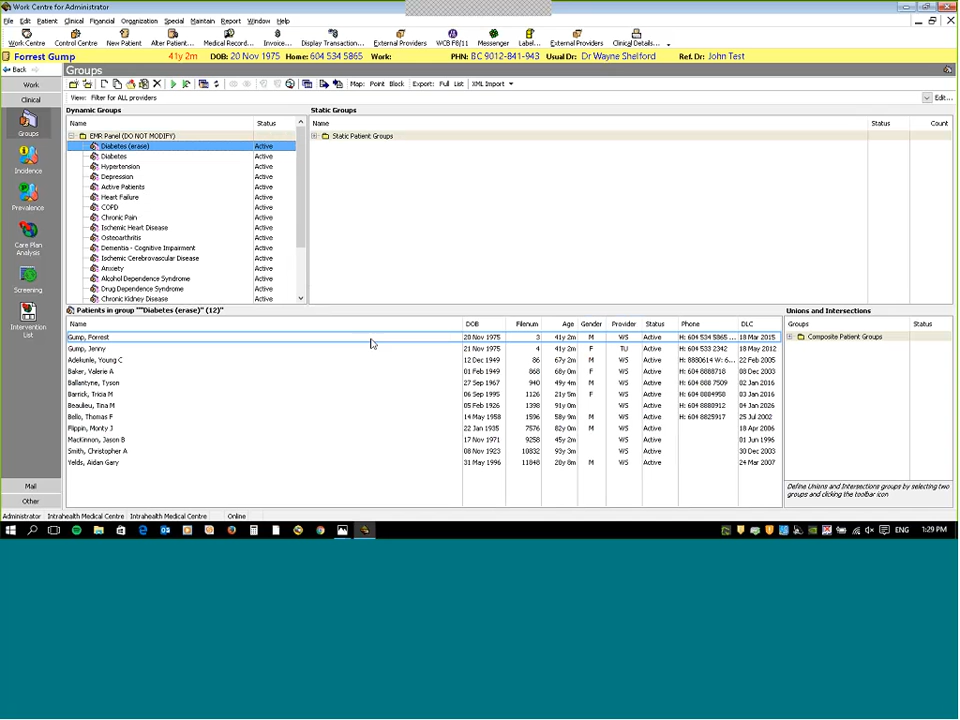 Work Centre for Administrator
File Edit Patient Clinical Financial Organization Special Maintain Report Window Help
Work Centre Control Centre New Patient Alter Patient... Medical Record... Invoice... Display Transaction... External Providers WCB F8/11 Messenger Label... External Providers Clinical Details...
Forrest Gump 41y 2m DOB: 20 Nov 1975 Home: 604 534 5865 Work: PHN: BC 9012-841-943 Usual Dr: Dr Wayne Shelford Ref. Dr: John Test
Back Groups
Work
Map: Point Block Export: Full List XML Import
Clinical
View: Filter for ALL providers Edit...
Dynamic Groups Static Groups
Name Status Name Status Count
EMR Panel (DO NOT MODIFY) Static Patient Groups
Diabetes (erase) Active
Diabetes Active
Hypertension Active
Depression Active
Active Patients Active
Heart Failure Active
COPD Active
Chronic Pain Active
Ischemic Heart Disease Active
Osteoarthritis Active
Dementia - Cognitive Impairment Active
Ischemic Cerebrovascular Disease Active
Anxiety Active
Alcohol Dependence Syndrome Active
Drug Dependence Syndrome Active
Chronic Kidney Disease Active
Groups
Incidence
Prevalence
Care Plan
Analysis
Screening
Intervention
List
Patients in group ""Diabetes (erase)" (12)" Unions and Intersections
Name DOB Filenum Age Gender Provider Status Phone DLC Groups Status
Gump, Forrest 20 Nov 1975 3 41y 2m M WS Active H: 604 534 5865 ... 18 Mar 2015 Composite Patient Groups
Gump, Jenny 21 Nov 1975 4 41y 2m F TU Active H: 604 533 2342 18 May 2012
Adekunle, Young C 12 Dec 1949 86 67y 2m M WS Active H: 8880614 W: 6... 22 Feb 2005
Baker, Valerie A 01 Feb 1949 868 68y 0m F WS Active H: 604 8888718 08 Dec 2003
Ballantyne, Tyson 27 Sep 1967 940 49y 4m M WS Active H: 604 888 7509 02 Jan 2016
Barrick, Tricia M 06 Sep 1995 1126 21y 5m F WS Active H: 604 8884958 03 Jan 2016
Beaulieu, Tina M 05 Feb 1926 1398 91y 0m WS Active H: 604 8880912 04 Jan 2026
Bello, Thomas F 14 May 1958 1596 58y 9m M WS Active H: 604 8825917 25 Jul 2002
Flippin, Monty J 22 Jan 1935 7576 82y 0m M WS Active 18 Apr 2006
MacKinnon, Jason B 17 Nov 1971 9258 45y 2m WS Active 01 Jun 1996
Smith, Christopher A 08 Nov 1923 10832 93y 3m WS Active 30 Dec 2003
Yelds, Aidan Gary 31 May 1996 11848 20y 8m M WS Active 24 Mar 2007
Mail
Other
Define Unions and Intersections groups by selecting two
groups and clicking the toolbar icon
Administrator Intrahealth Medical Centre Intrahealth Medical Centre Online
ENG 1:29 PM